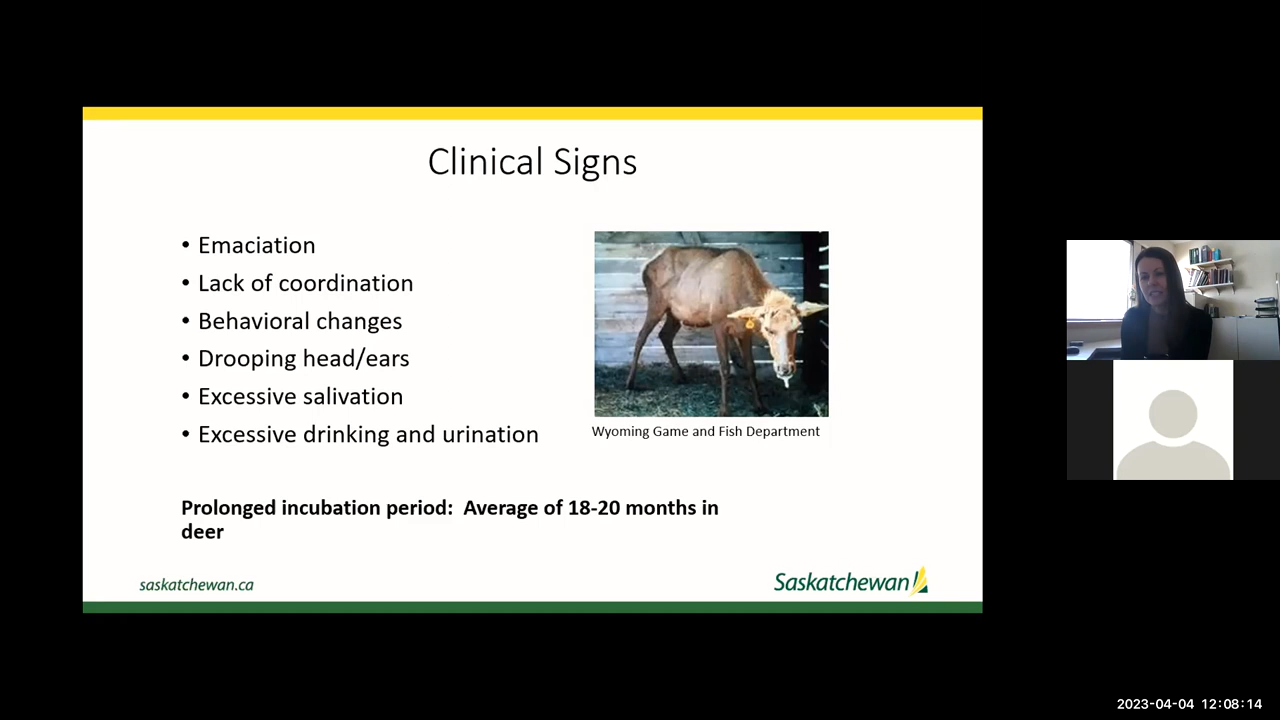 Clinical Signs
• Emaciation
• Lack of coordination
• Behavioral changes
• Drooping head/ears
• Excessive salivation
• Excessive drinking and urination
Wyoming Game and Fish Department
Prolonged incubation period:  Average of 18-20 months in
deer
saskatchewan.ca
Saskatchewan
2023-04-04 12:08:14